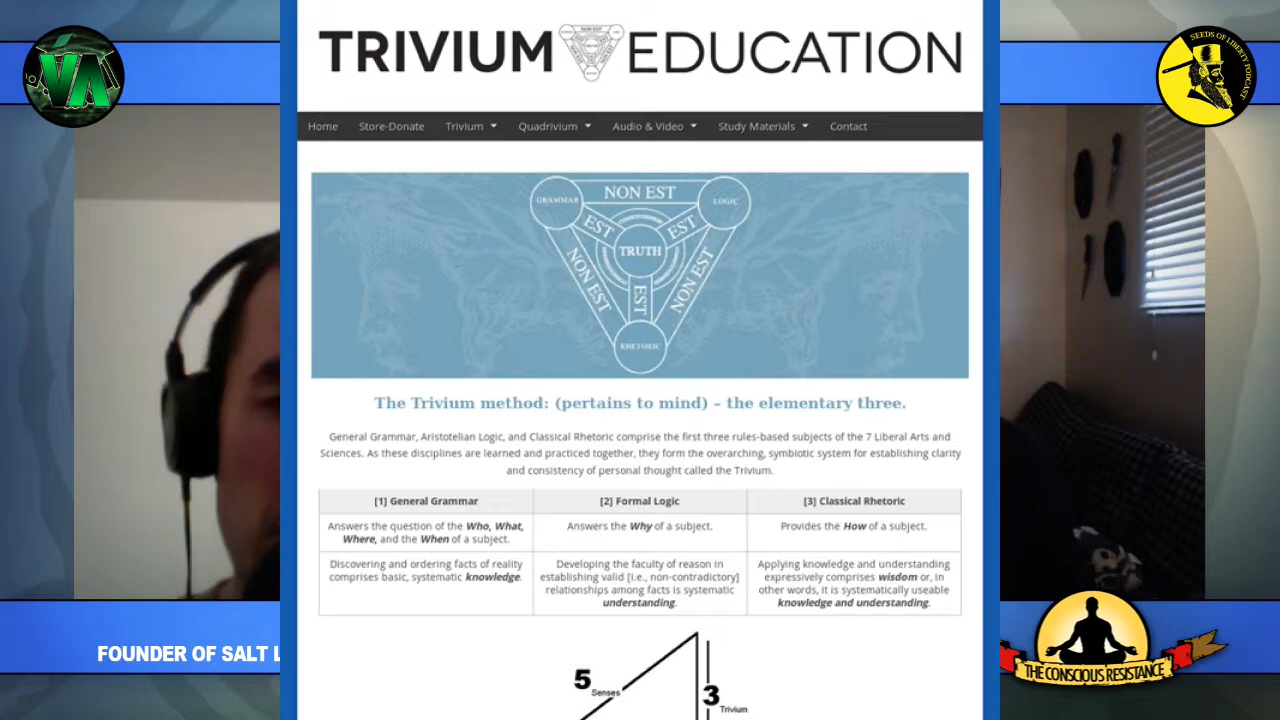 VA
SEEDS OF LIBERTY PODCAST
TRIVIUM EDUCATION
Home Store-Donate Trivium Quadrivium Audio & Video Study Materials Contact
NON EST
GRAMMAR
LOGIC
EST
EST
TRUTH
NON EST
EST
NON EST
RHETORIC
The Trivium method: (pertains to mind) – the elementary three.
General Grammar, Aristotelian Logic, and Classical Rhetoric comprise the first three rules-based subjects of the 7 Liberal Arts and
Sciences. As these disciplines are learned and practiced together, they form the overarching, symbiotic system for establishing clarity
and consistency of personal thought called the Trivium.
[1] General Grammar
[2] Formal Logic
[3] Classical Rhetoric
Answers the question of the Who, What,
Where, and the When of a subject.
Answers the Why of a subject.
Provides the How of a subject.
Discovering and ordering facts of reality
comprises basic, systematic knowledge.
Developing the faculty of reason in
establishing valid [i.e., non-contradictory]
relationships among facts is systematic
understanding.
Applying knowledge and understanding
expressively comprises wisdom or, in
other words, it is systematically useable
knowledge and understanding.
5
Senses
3
Trivium
FOUNDER OF SALT L
THE CONSCIOUS RESISTANCE